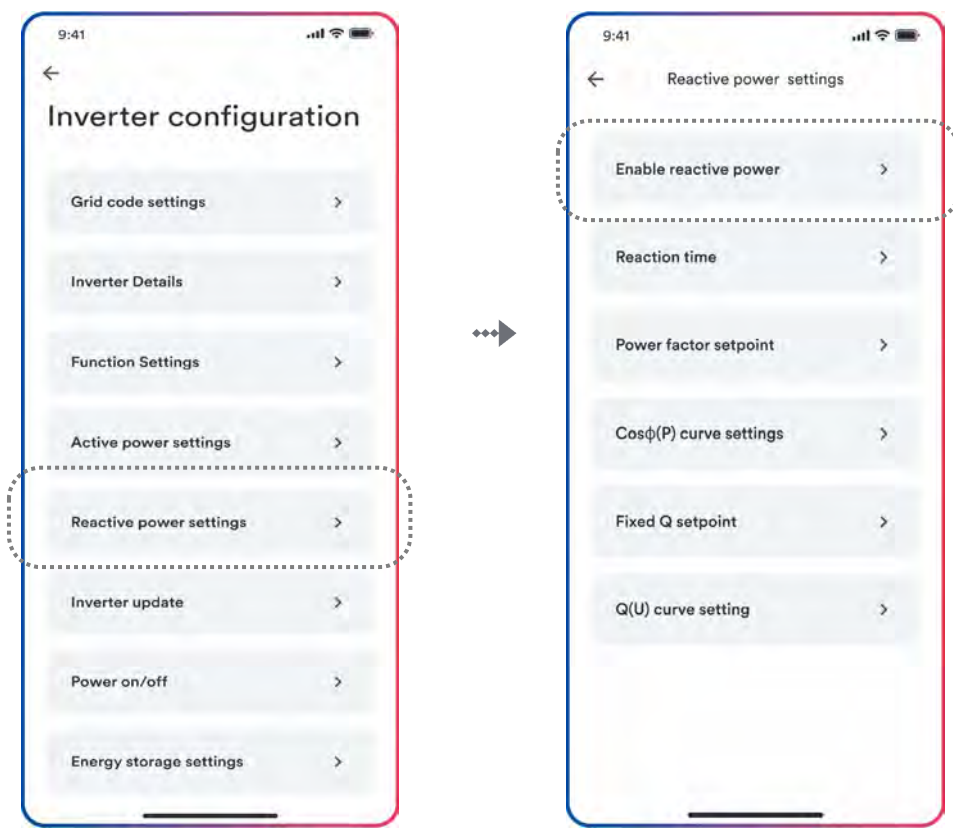 9:41
Inverter configuration
Grid code settings
Inverter Details
Function Settings
Active power settings
Reactive power settings
Inverter update
Power on/off
Energy storage settings
9:41
Reactive power settings
Enable reactive power
Reaction time
Power factor setpoint
Cosϕ(P) curve settings
Fixed Q setpoint
Q(U) curve setting